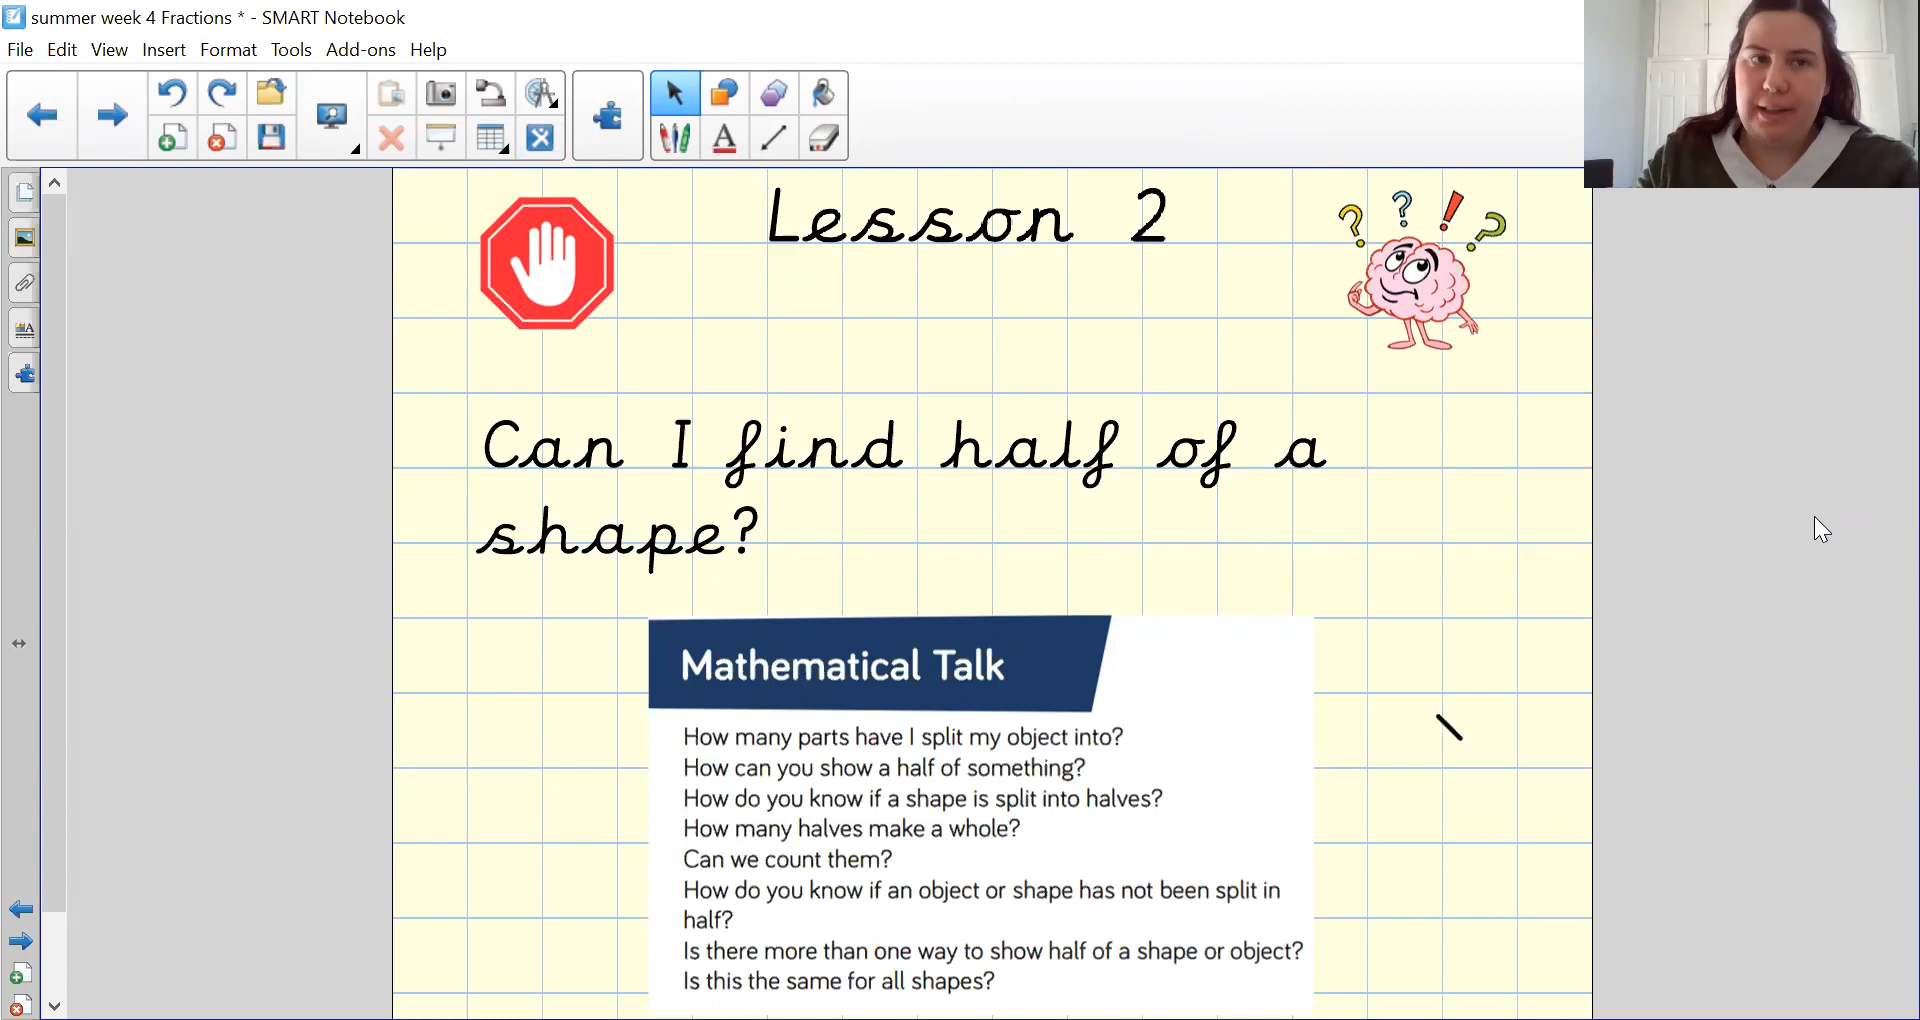 summer week 4 Fractions * - SMART Notebook
File Edit View Insert Format Tools Add-ons Help
Lesson 2
Can I find half of a
shape?
Mathematical Talk
How many parts have I split my object into?
How can you show a half of something?
How do you know if a shape is split into halves?
How many halves make a whole?
Can we count them?
How do you know if an object or shape has not been split in
half?
Is there more than one way to show half of a shape or object?
Is this the same for all shapes?